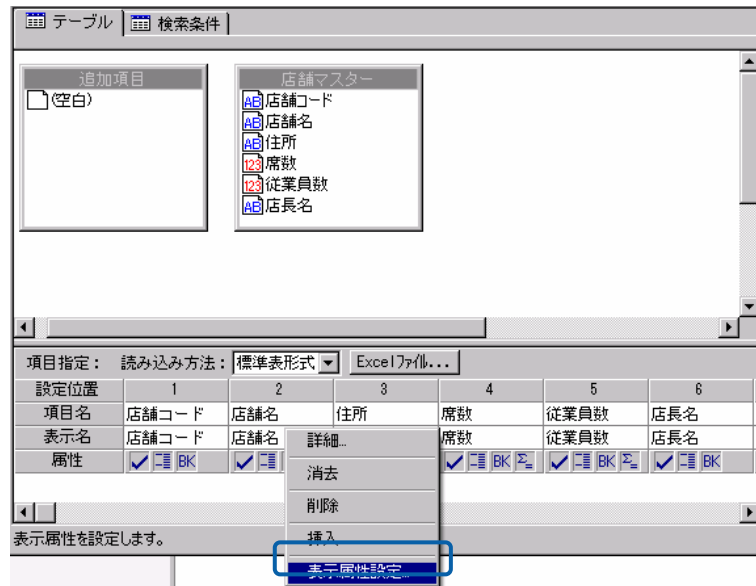 テーブル 検索条件
追加項目
(空白)
店舗マスター
AB 店舗コード
AB 店舗名
AB 住所
123 席数
123 従業員数
AB 店長名
項目指定： 読み込み方法： 標準表形式 Excelファイル...
設定位置 1 2 3 4 5 6
項目名 店舗コード 店舗名 住所 席数 従業員数 店長名
表示名 店舗コード 店舗名 席数 従業員数 店長名
属性 BK BK Σ BK Σ BK
詳細...
消去
削除
挿入
表示属性設定...
表示属性を設定します。